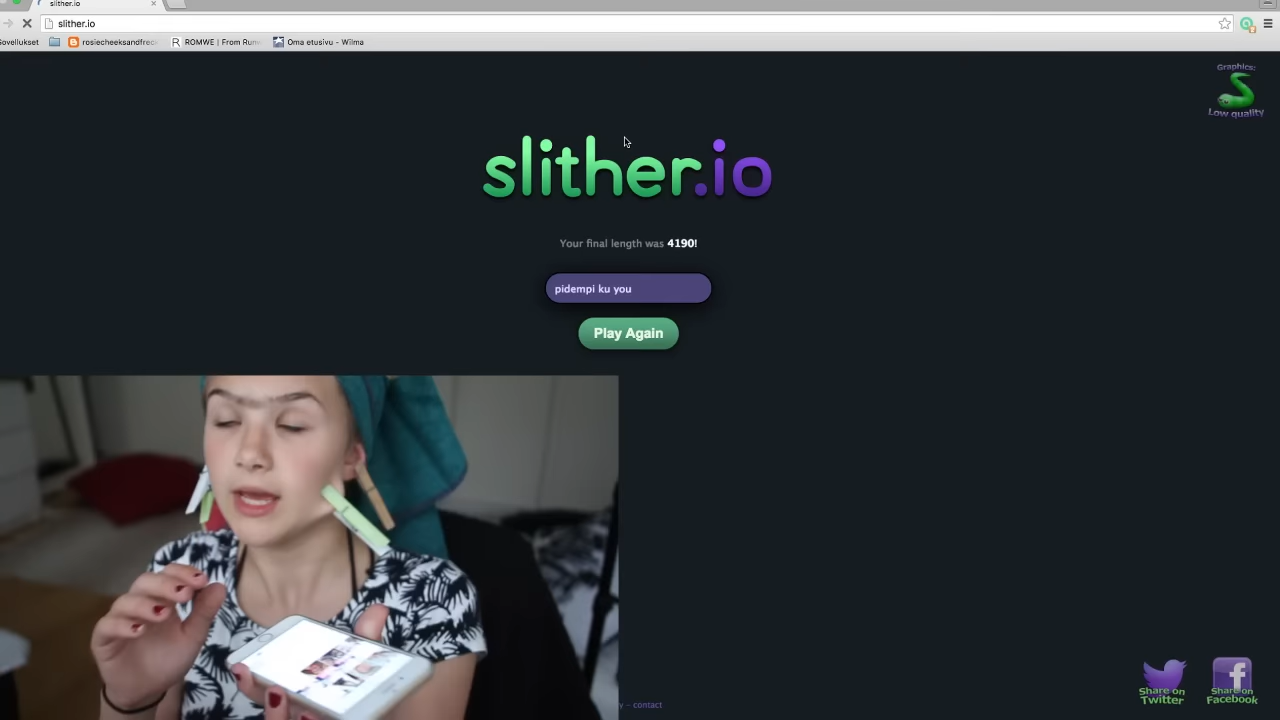 slither.io
slither.io
Sovellukset rosiecheeksandfrec ROMWE | From Run Oma etusivu - Wilma
Graphics:
Low quality
slither.io
Your final length was 4190!
pidempi ku you
Play Again
Share on Twitter
Share on Facebook
y – contact